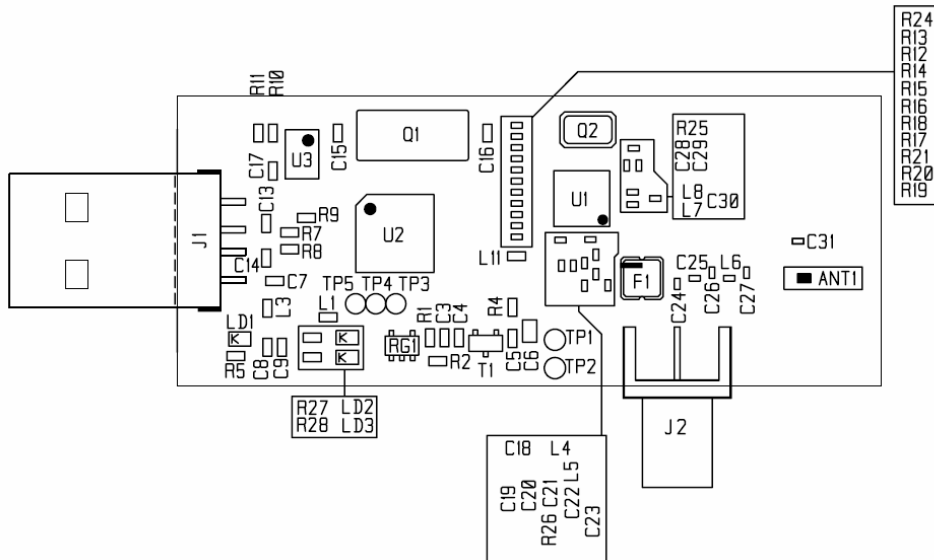 R24
R13
R12
R14
R15
R16
R18
R17
R21
R20
R19
R11
R10
C17
U3
C15
Q1
C16
Q2
R25
C28
C29
L8
L7
C30
C13
J1
R9
R7
R8
U2
U1
C14
C7
L11
C31
ANT1
F1
C25
L6
C24
C26
C27
TP5
TP4
TP3
L3
L1
LD1
K
R5
C8
C9
K
K
R1
C3
C4
R4
RG1
R2
T1
C5
C6
TP1
TP2
R27 LD2
R28 LD3
J2
C18 L4
C19
C20
R26
C21
C22
L5
C23